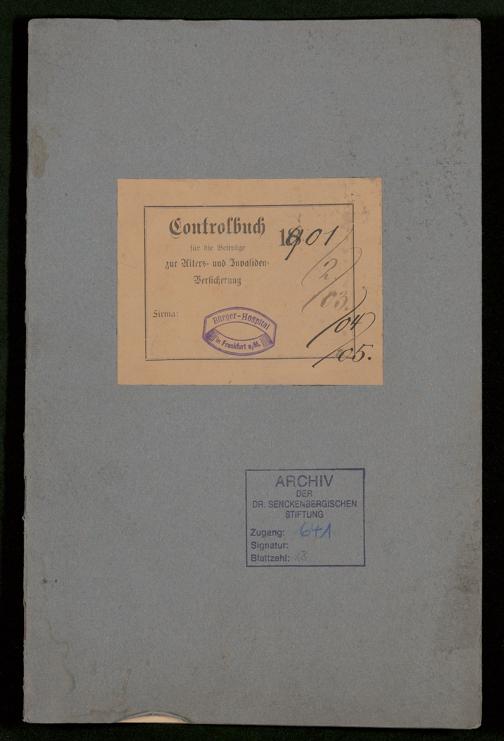 Controlbuch 1901
für die Beiträge
zur Alters- und Invaliden-
Versicherung
/2
/03.
/04
/05.
Firma:
Bürger-Hospital
in Frankfurt a/M.
ARCHIV
DER
DR. SENCKENBERGISCHEN
STIFTUNG
Zugang: 641
Signatur:
Blattzahl: